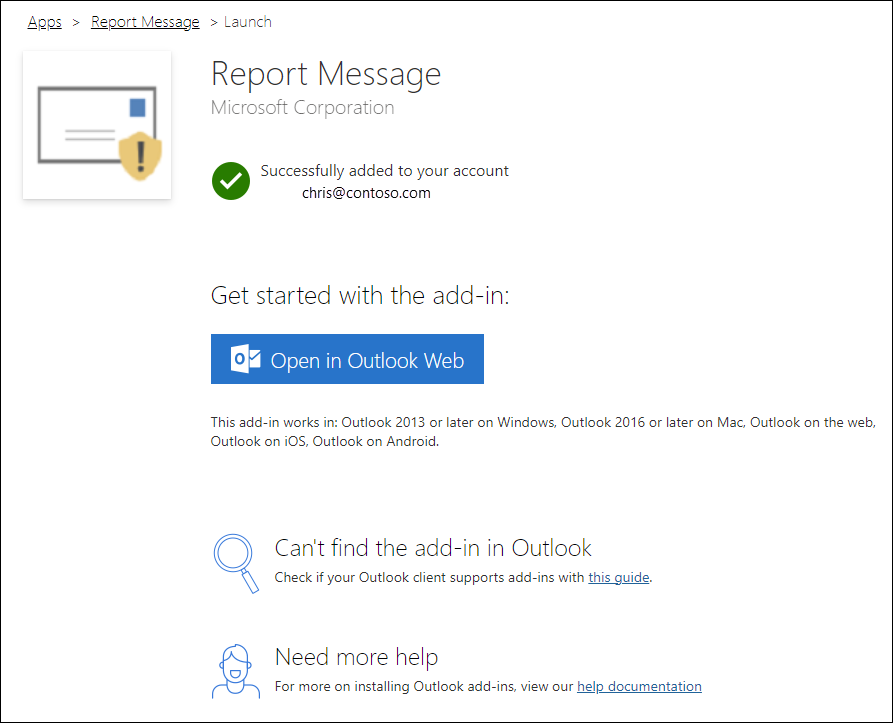 Apps > Report Message > Launch
Report Message
Microsoft Corporation
Successfully added to your account
chris@contoso.com
Get started with the add-in:
Open in Outlook Web
This add-in works in: Outlook 2013 or later on Windows, Outlook 2016 or later on Mac, Outlook on the web,
Outlook on iOS, Outlook on Android.
Can't find the add-in in Outlook
Check if your Outlook client supports add-ins with this guide.
Need more help
For more on installing Outlook add-ins, view our help documentation